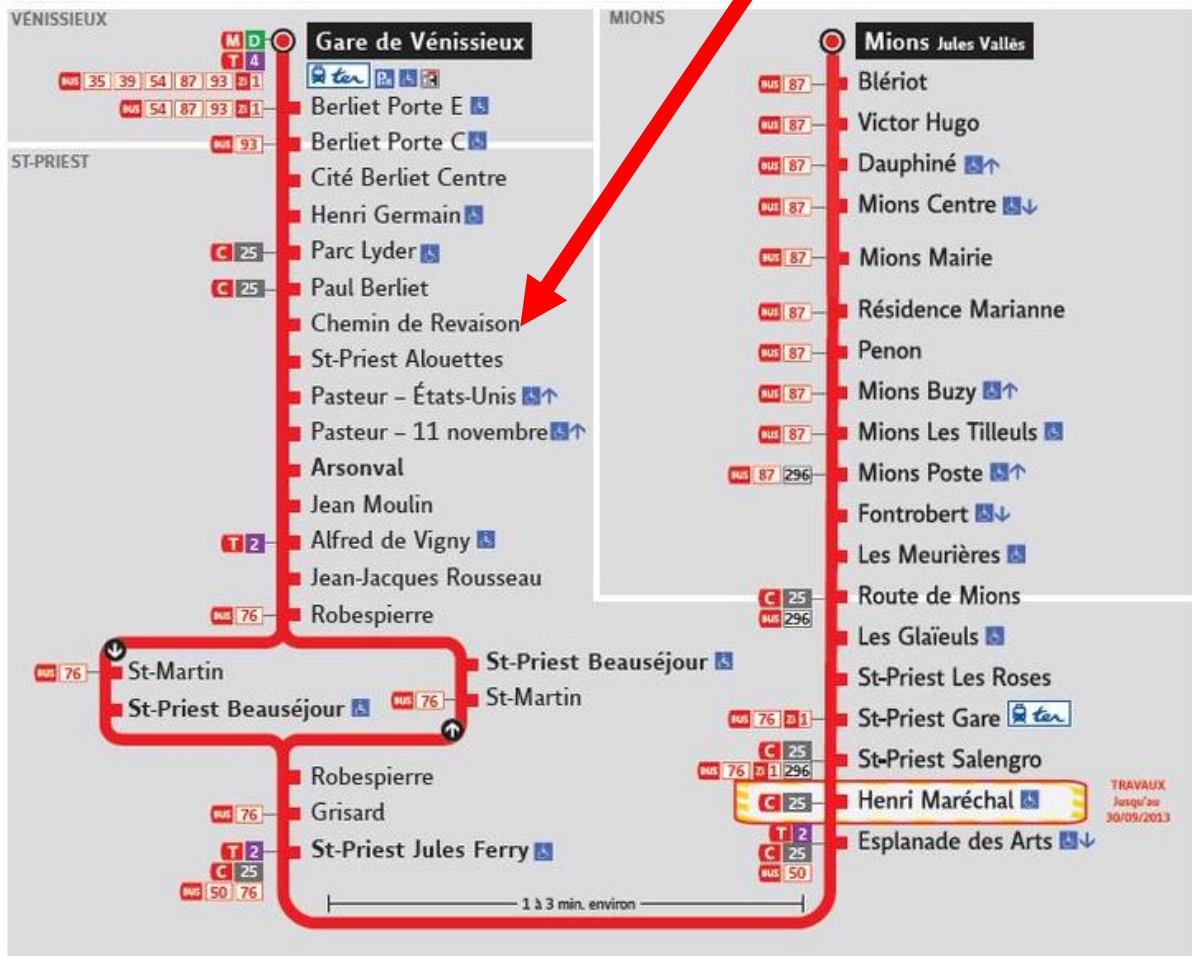 VÉNISSIEUX
M D
T 4
BUS 35 39 54 87 93 Zi 1
Gare de Vénissieux
ter
BUS 54 87 93 Zi 1
Berliet Porte E
BUS 93
Berliet Porte C
ST-PRIEST
Cité Berliet Centre
Henri Germain
C 25
Parc Lyder
C 25
Paul Berliet
Chemin de Revaison
St-Priest Alouettes
Pasteur – États-Unis
Pasteur – 11 novembre
Arsonval
Jean Moulin
T 2
Alfred de Vigny
Jean-Jacques Rousseau
BUS 76
Robespierre
BUS 76
St-Martin
St-Priest Beauséjour
St-Priest Beauséjour
BUS 76
St-Martin
Robespierre
BUS 76
Grisard
T 2
C 25
BUS 50 76
St-Priest Jules Ferry
1 à 3 min. environ
MIONS
Mions Jules Vallès
BUS 87
Blériot
BUS 87
Victor Hugo
BUS 87
Dauphiné
BUS 87
Mions Centre
BUS 87
Mions Mairie
BUS 87
Résidence Marianne
BUS 87
Penon
BUS 87
Mions Buzy
BUS 87
Mions Les Tilleuls
BUS 87 296
Mions Poste
Fontrobert
Les Meurières
C 25
BUS 296
Route de Mions
Les Glaïeuls
St-Priest Les Roses
BUS 76 Zi 1
St-Priest Gare
ter
C 25
BUS 76 Zi 1 296
St-Priest Salengro
C 25
Henri Maréchal
TRAVAUX
Jusqu'au
30/09/2013
T 2
C 25
BUS 50
Esplanade des Arts